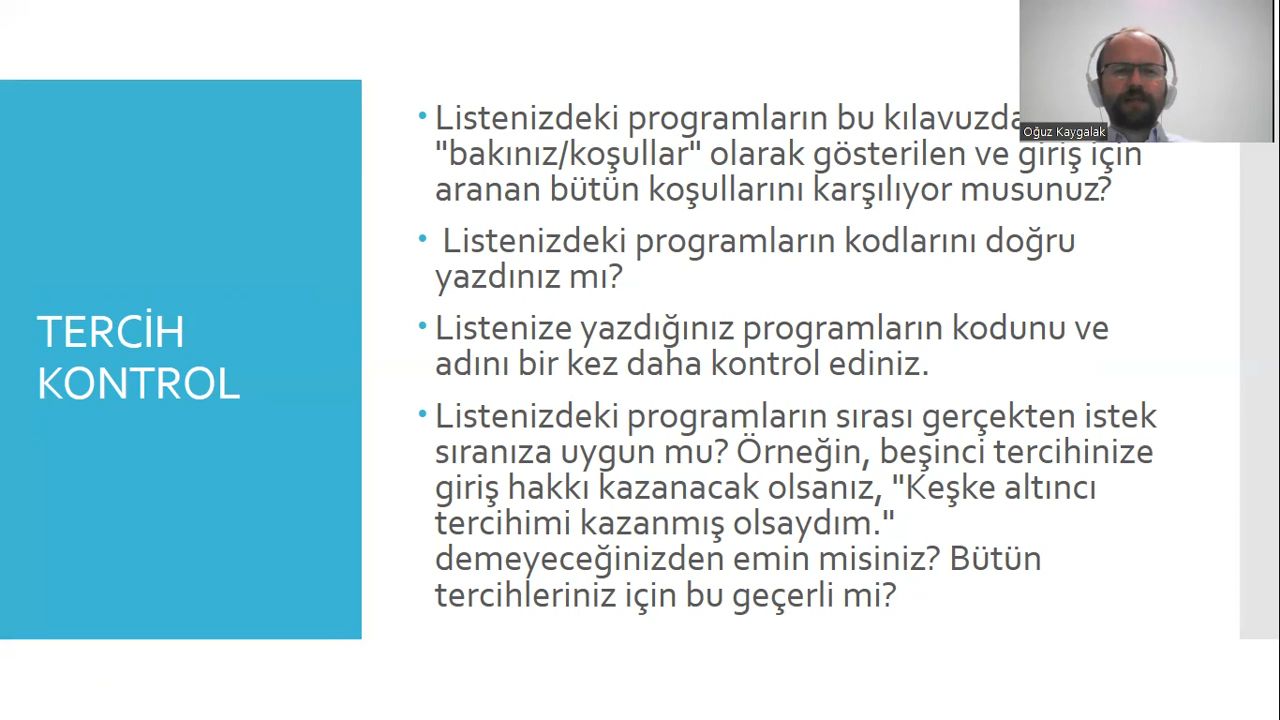 TERCİH
KONTROL
• Listenizdeki programların bu kılavuzda
"bakınız/koşullar" olarak gösterilen ve giriş için
aranan bütün koşullarını karşılıyor musunuz?
• Listenizdeki programların kodlarını doğru
yazdınız mı?
• Listenize yazdığınız programların kodunu ve
adını bir kez daha kontrol ediniz.
• Listenizdeki programların sırası gerçekten istek
sıranıza uygun mu? Örneğin, beşinci tercihinize
giriş hakkı kazanacak olsanız, "Keşke altıncı
tercihimi kazanmış olsaydım."
demeyeceğinizden emin misiniz? Bütün
tercihleriniz için bu geçerli mi?
Oğuz Kaygalak